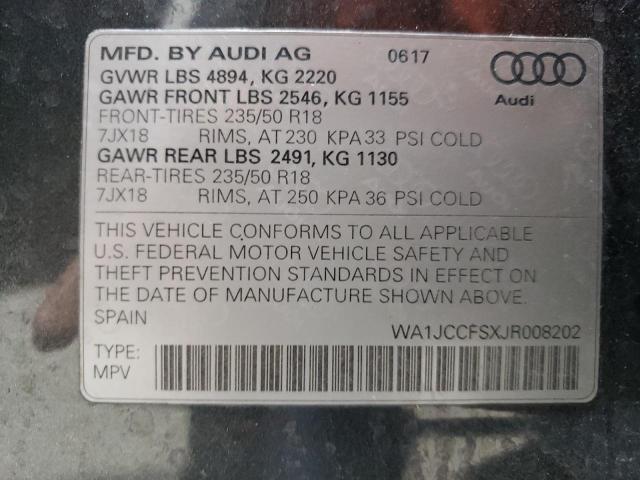 MFD. BY AUDI AG 0617
GVWR LBS 4894, KG 2220
GAWR FRONT LBS 2546, KG 1155
Audi
FRONT-TIRES 235/50 R18
7JX18 RIMS, AT 230 KPA 33 PSI COLD
GAWR REAR LBS 2491, KG 1130
REAR-TIRES 235/50 R18
7JX18 RIMS, AT 250 KPA 36 PSI COLD
THIS VEHICLE CONFORMS TO ALL APPLICABLE
U.S. FEDERAL MOTOR VEHICLE SAFETY AND
THEFT PREVENTION STANDARDS IN EFFECT ON
THE DATE OF MANUFACTURE SHOWN ABOVE.
SPAIN
WA1JCCFSXJR008202
TYPE:
MPV